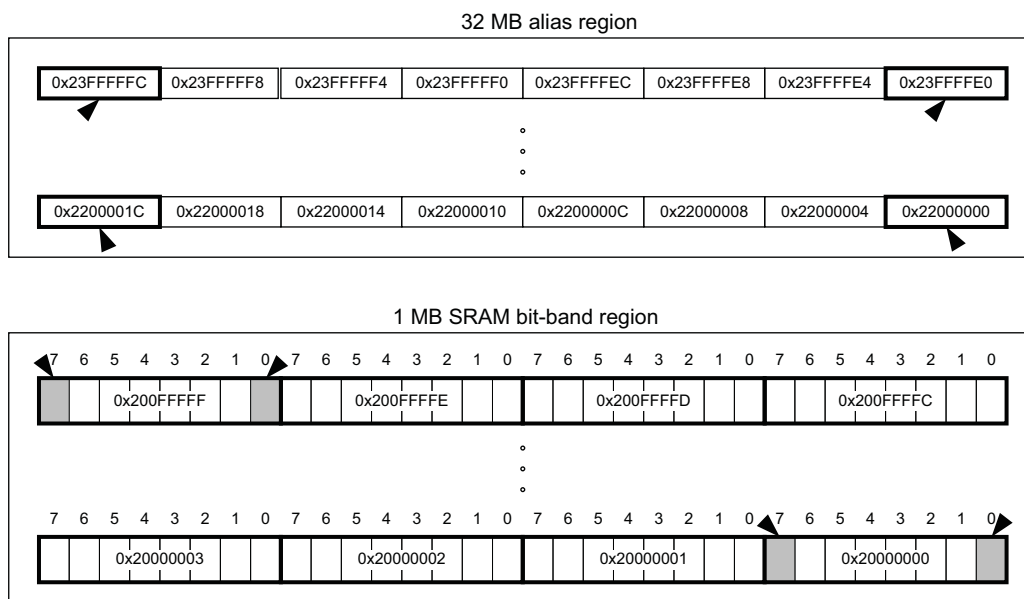 32 MB alias region
0x23FFFFFC 0x23FFFFF8 0x23FFFFF4 0x23FFFFF0 0x23FFFFEC 0x23FFFFE8 0x23FFFFE4 0x23FFFFE0
0x2200001C 0x22000018 0x22000014 0x22000010 0x2200000C 0x22000008 0x22000004 0x22000000
1 MB SRAM bit-band region
7 6 5 4 3 2 1 0 7 6 5 4 3 2 1 0 7 6 5 4 3 2 1 0 7 6 5 4 3 2 1 0
0x200FFFFF 0x200FFFFE 0x200FFFFD 0x200FFFFC
7 6 5 4 3 2 1 0 7 6 5 4 3 2 1 0 7 6 5 4 3 2 1 0 7 6 5 4 3 2 1 0
0x20000003 0x20000002 0x20000001 0x20000000